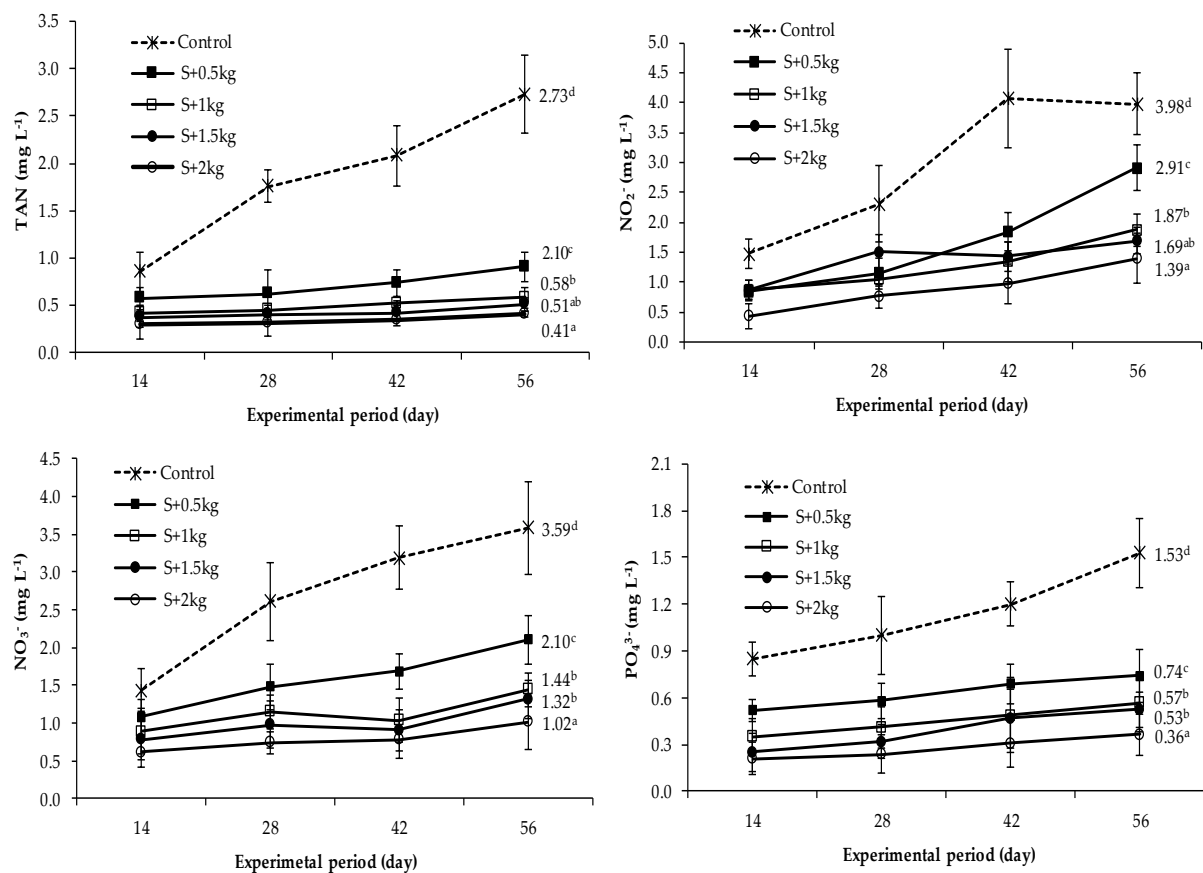 3.5
3.0
2.5
2.0
1.5
1.0
0.5
0.0
TAN (mg L⁻¹)
Control
S+0.5kg
S+1kg
S+1.5kg
S+2kg
2.73ᵈ
2.10ᶜ
0.58ᵇ
0.51ᵃᵇ
0.41ᵃ
14 28 42 56
Experimental period (day)
5.0
4.5
4.0
3.5
3.0
2.5
2.0
1.5
1.0
0.5
0.0
NO₂⁻ (mg L⁻¹)
Control
S+0.5kg
S+1kg
S+1.5kg
S+2kg
3.98ᵈ
2.91ᶜ
1.87ᵇ
1.69ᵃᵇ
1.39ᵃ
14 28 42 56
Experimental period (day)
4.5
4.0
3.5
3.0
2.5
2.0
1.5
1.0
0.5
0.0
NO₃⁻ (mg L⁻¹)
Control
S+0.5kg
S+1kg
S+1.5kg
S+2kg
3.59ᵈ
2.10ᶜ
1.44ᵇ
1.32ᵇ
1.02ᵃ
14 28 42 56
Experimetal period (day)
2.1
1.8
1.5
1.2
0.9
0.6
0.3
0.0
PO₄³⁻ (mg L⁻¹)
Control
S+0.5kg
S+1kg
S+1.5kg
S+2kg
1.53ᵈ
0.74ᶜ
0.57ᵇ
0.53ᵇ
0.36ᵃ
14 28 42 56
Experimental period (day)